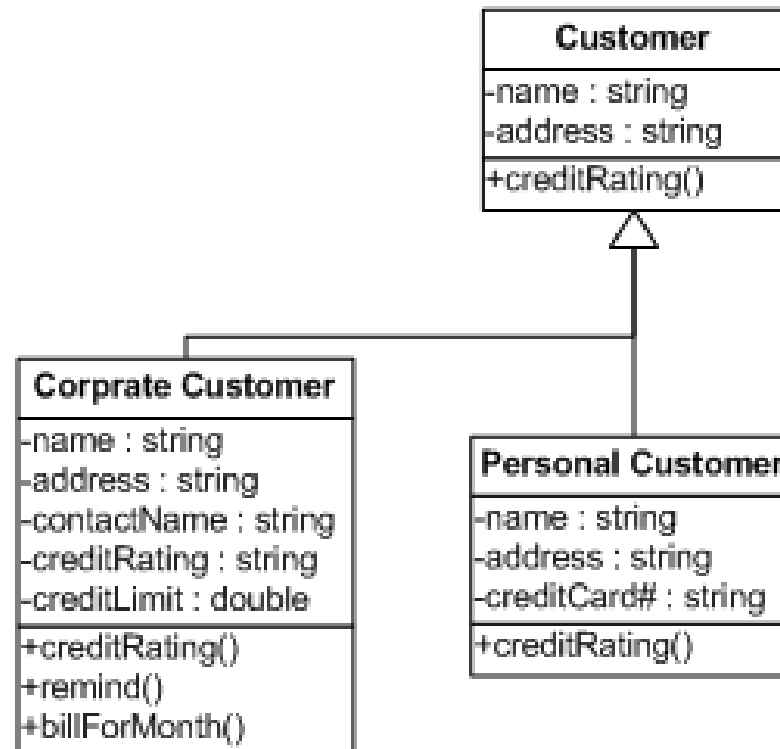 Customer
-name : string
-address : string
+creditRating()
Corprate Customer
-name : string
-address : string
-contactName : string
-creditRating : string
-creditLimit : double
+creditRating()
+remind()
+billForMonth()
Personal Customer
-name : string
-address : string
-creditCard# : string
+creditRating()